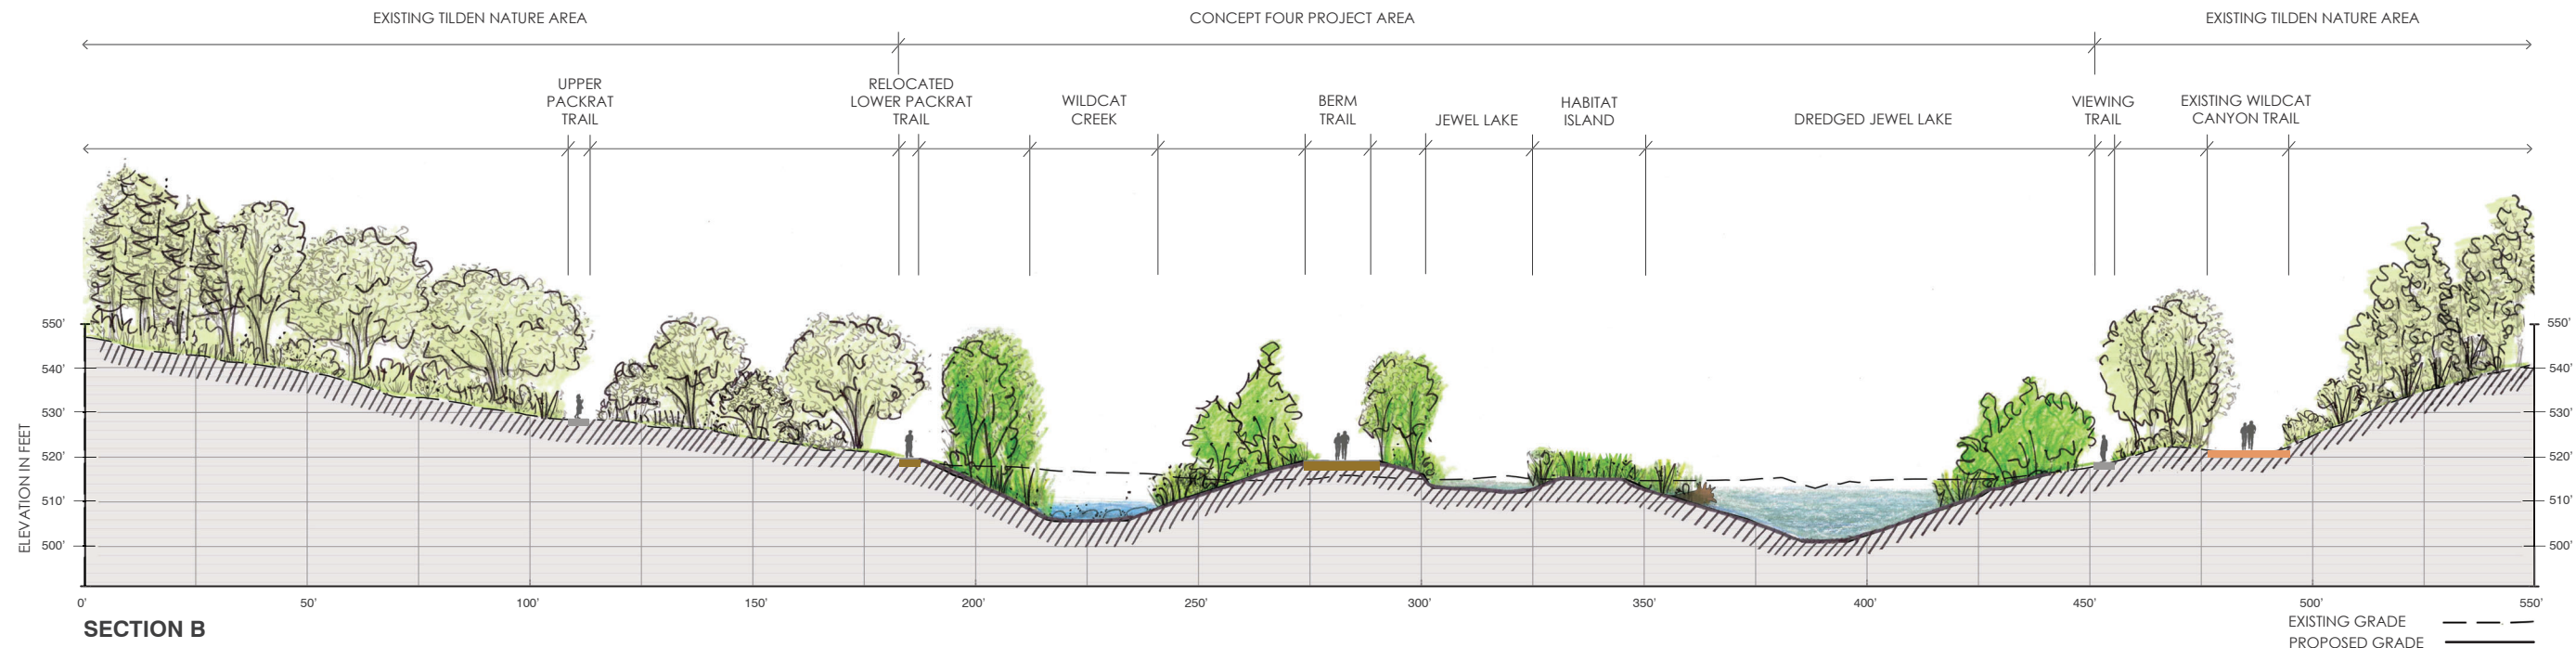 EXISTING TILDEN NATURE AREA
CONCEPT FOUR PROJECT AREA
EXISTING TILDEN NATURE AREA
UPPER
PACKRAT
TRAIL
RELOCATED
LOWER PACKRAT
TRAIL
WILDCAT
CREEK
BERM
TRAIL
JEWEL LAKE
HABITAT
ISLAND
DREDGED JEWEL LAKE
VIEWING
TRAIL
EXISTING WILDCAT
CANYON TRAIL
ELEVATION IN FEET
550'
540'
530'
520'
510'
500'
550'
540'
530'
520'
510'
500'
0'
50'
100'
150'
200'
250'
300'
350'
400'
450'
500'
550'
SECTION B
EXISTING GRADE
PROPOSED GRADE